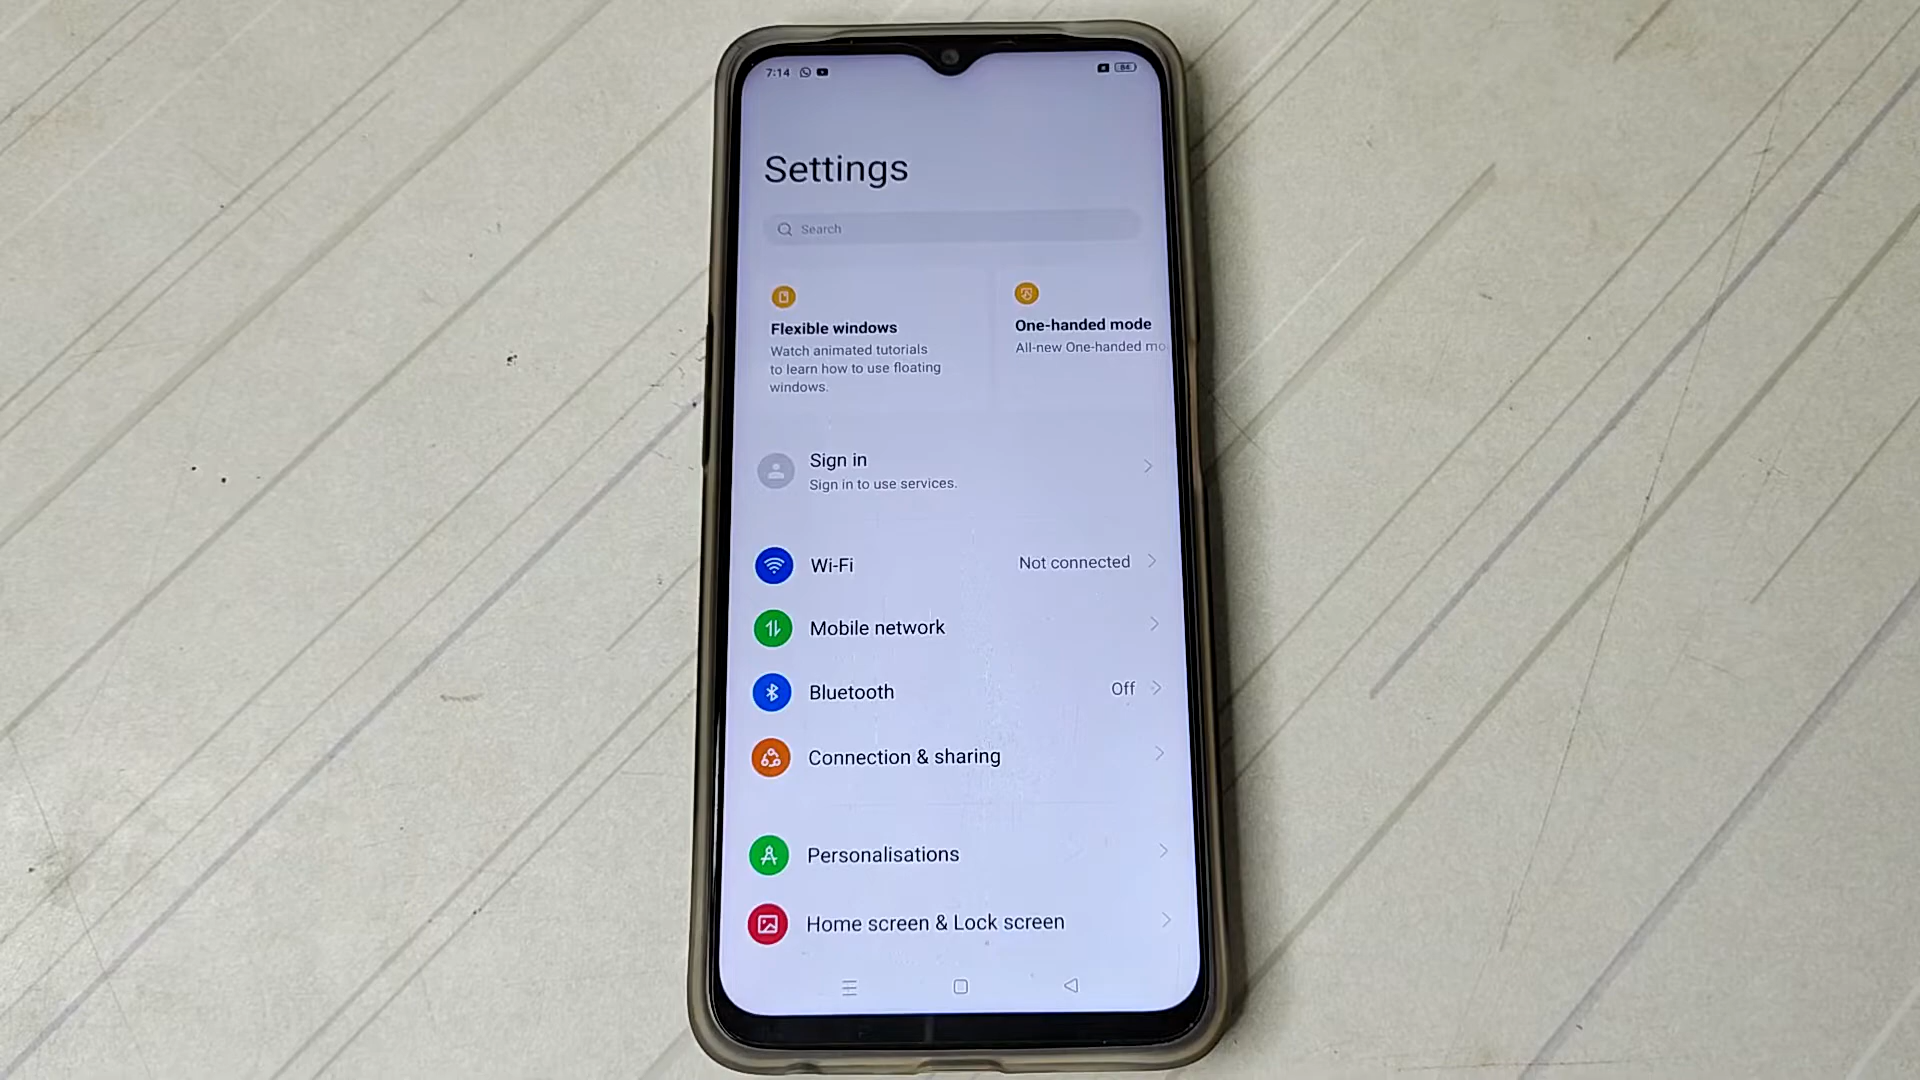 7:14
84
Settings
Search
Flexible windows
Watch animated tutorials
to learn how to use floating
windows.
One-handed mode
All-new One-handed mo
Sign in
Sign in to use services.
Wi-Fi Not connected
Mobile network
Bluetooth Off
Connection & sharing
Personalisations
Home screen & Lock screen